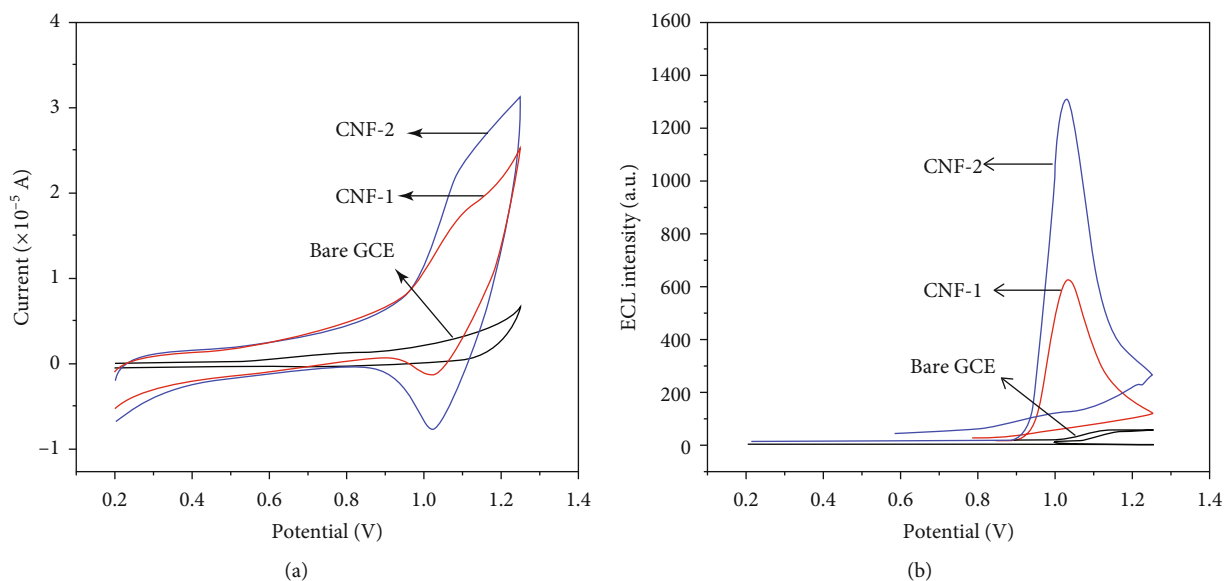 4
3
2
1
0
−1
Current (×10⁻⁵ A)
CNF-2
CNF-1
Bare GCE
0.2 0.4 0.6 0.8 1.0 1.2 1.4
Potential (V)
(a)
1600
1400
1200
1000
800
600
400
200
0
ECL intensity (a.u.)
CNF-2
CNF-1
Bare GCE
0.2 0.4 0.6 0.8 1.0 1.2 1.4
Potential (V)
(b)